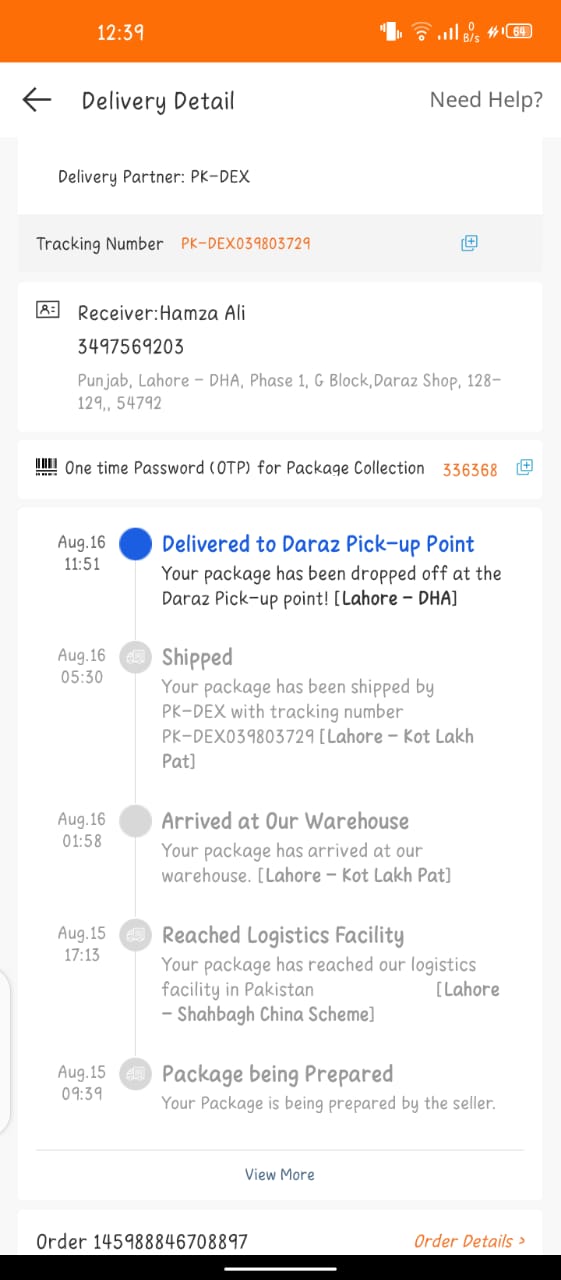 12:39
0 B/s 64
Delivery Detail Need Help?
Delivery Partner: PK-DEX
Tracking Number PK-DEX039803729
Receiver:Hamza Ali
3497569203
Punjab, Lahore - DHA, Phase 1, G Block,Daraz Shop, 128-
129,, 54792
One time Password (OTP) for Package Collection 336368
Aug.16 Delivered to Daraz Pick-up Point
11:51 Your package has been dropped off at the
Daraz Pick-up point! [Lahore - DHA]
Aug.16 Shipped
05:30 Your package has been shipped by
PK-DEX with tracking number
PK-DEX039803729 [Lahore - Kot Lakh
Pat]
Aug.16 Arrived at Our Warehouse
01:58 Your package has arrived at our
warehouse. [Lahore - Kot Lakh Pat]
Aug.15 Reached Logistics Facility
17:13 Your package has reached our logistics
facility in Pakistan [Lahore
- Shahbagh China Scheme]
Aug.15 Package being Prepared
09:39 Your Package is being prepared by the seller.
View More
Order 145988846708897 Order Details >